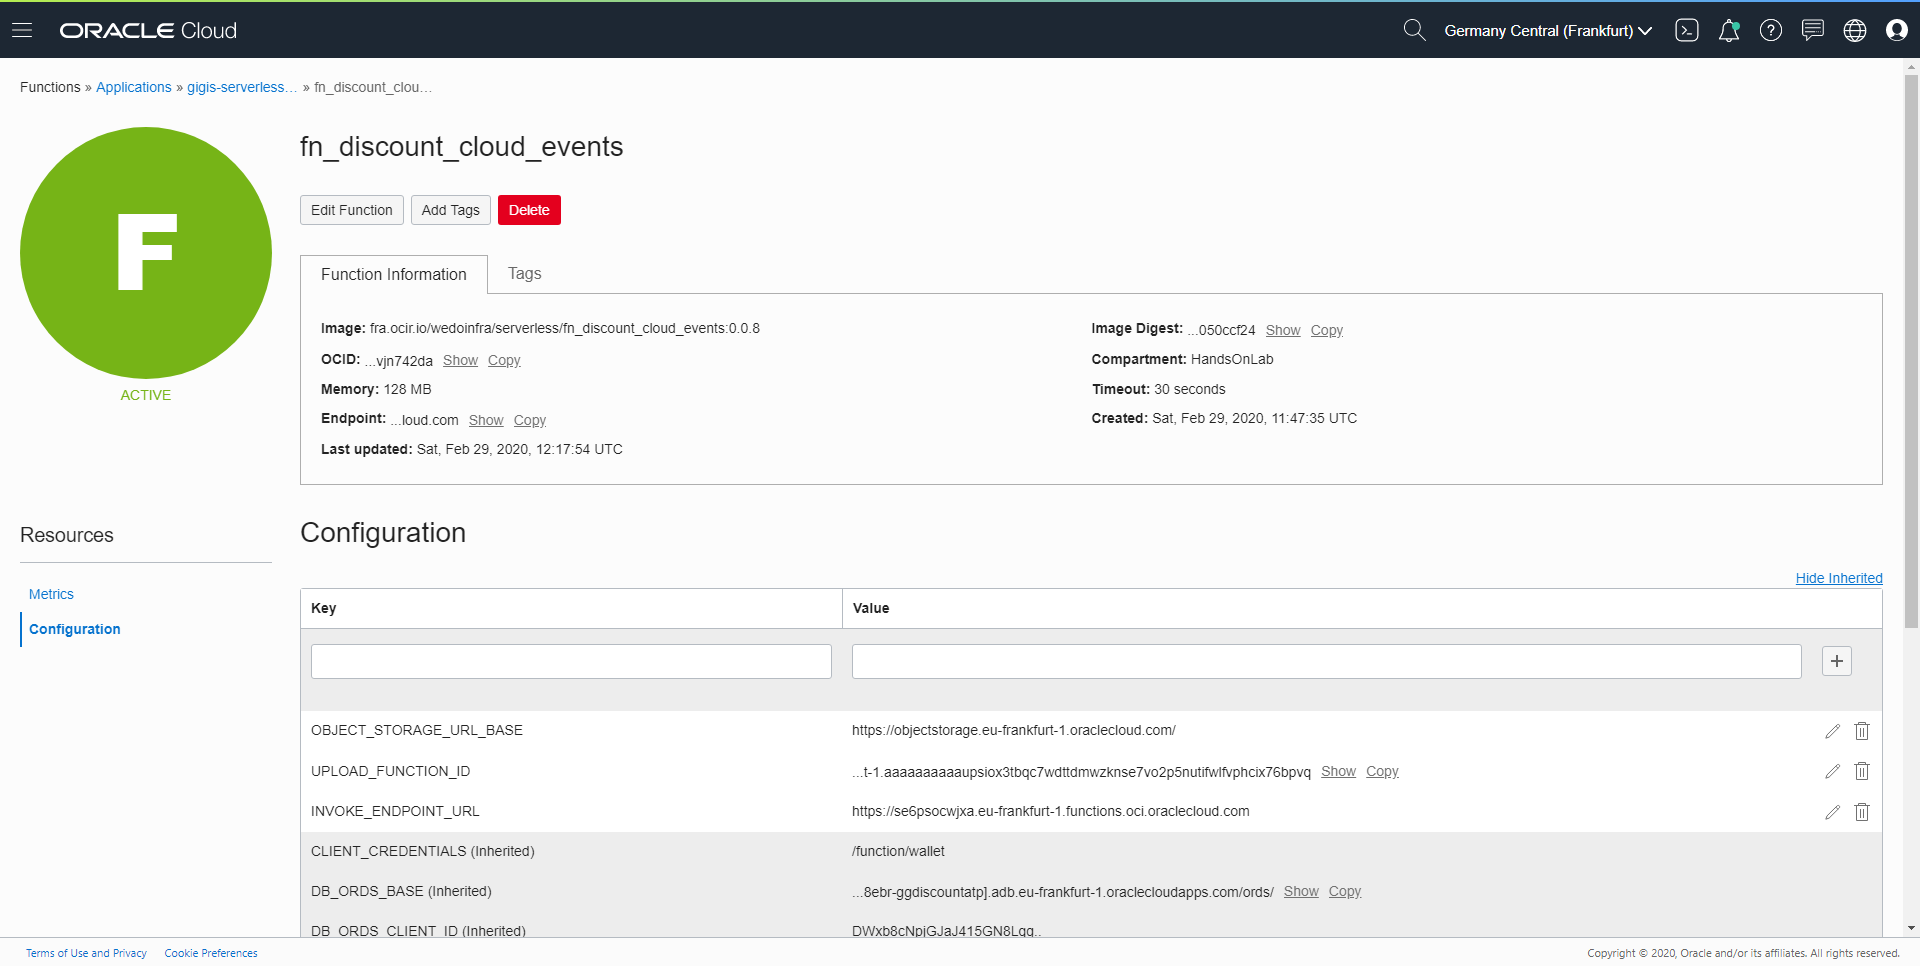 ORACLE Cloud
Germany Central (Frankfurt)
Functions » Applications » gigis-serverless... » fn_discount_clou...
F
ACTIVE
fn_discount_cloud_events
Edit Function Add Tags Delete
Function Information Tags
Image: fra.ocir.io/wedoinfra/serverless/fn_discount_cloud_events:0.0.8
OCID: ...vjn742da Show Copy
Memory: 128 MB
Endpoint: ...loud.com Show Copy
Last updated: Sat, Feb 29, 2020, 12:17:54 UTC
Image Digest: ...050ccf24 Show Copy
Compartment: HandsOnLab
Timeout: 30 seconds
Created: Sat, Feb 29, 2020, 11:47:35 UTC
Resources
Metrics
Configuration
Configuration
Hide Inherited
Key Value
+
OBJECT_STORAGE_URL_BASE https://objectstorage.eu-frankfurt-1.oraclecloud.com/
UPLOAD_FUNCTION_ID ...t-1.aaaaaaaaaaupsiox3tbqc7wdttdmwzknse7vo2p5nutifwlfvphcix76bpvq Show Copy
INVOKE_ENDPOINT_URL https://se6psocwjxa.eu-frankfurt-1.functions.oci.oraclecloud.com
CLIENT_CREDENTIALS (Inherited) /function/wallet
DB_ORDS_BASE (Inherited) ...8ebr-ggdiscountatp].adb.eu-frankfurt-1.oraclecloudapps.com/ords/ Show Copy
DB_ORDS_CLIENT_ID (Inherited) DWxb8cNpjGJaJ415GN8Lqg..
Terms of Use and Privacy Cookie Preferences
Copyright © 2020, Oracle and/or its affiliates. All rights reserved.